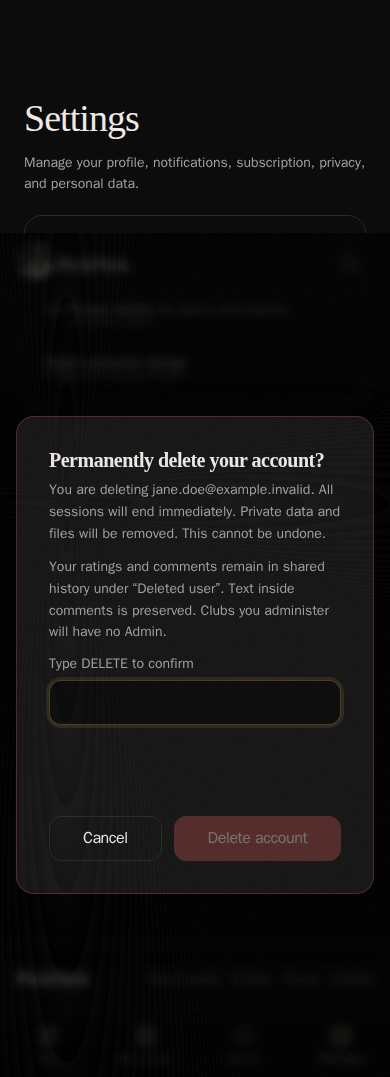 Settings
Manage your profile, notifications, subscription, privacy,
and personal data.
Permanently delete your account?
You are deleting jane.doe@example.invalid. All
sessions will end immediately. Private data and
files will be removed. This cannot be undone.
Your ratings and comments remain in shared
history under “Deleted user”. Text inside
comments is preserved. Clubs you administer
will have no Admin.
Type DELETE to confirm
Cancel
Delete account